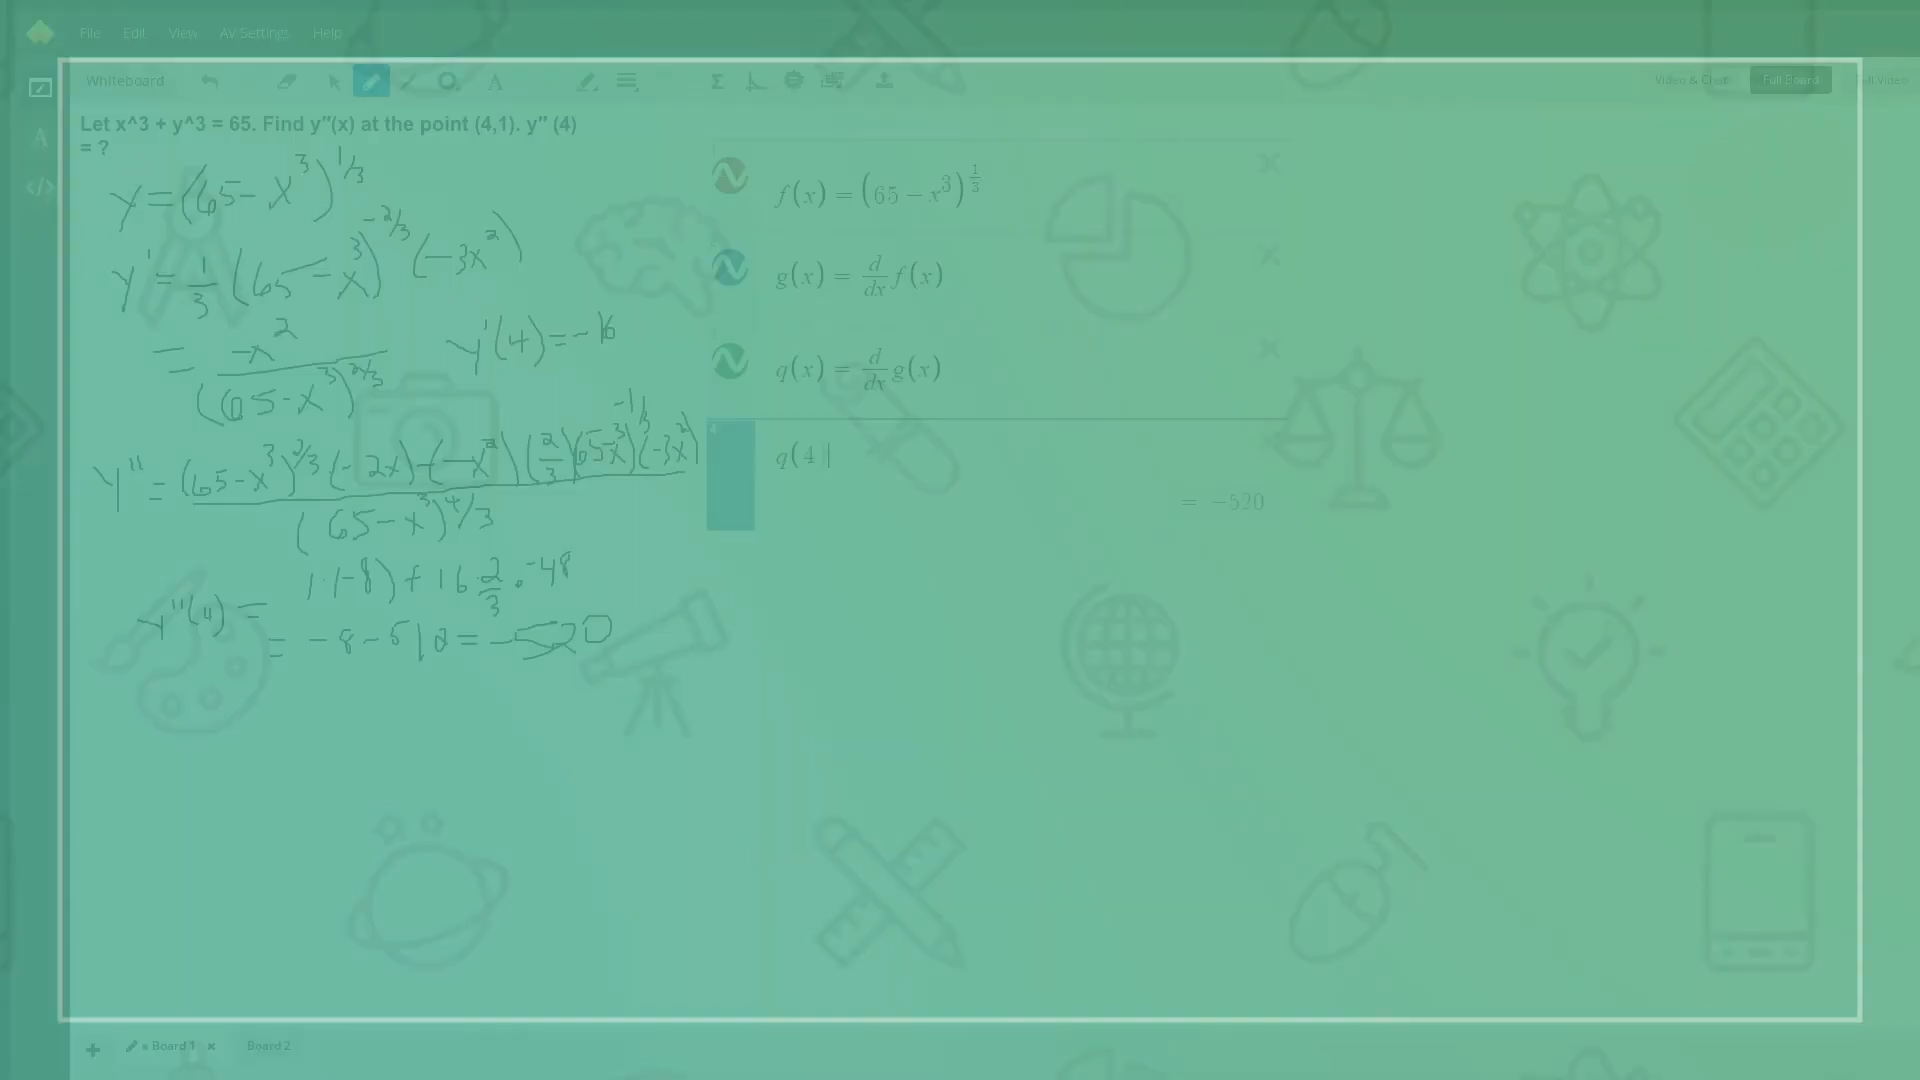 File Edit View AV Settings Help
Whiteboard A Σ Video & Chat Full Board Full Video
Let x^3 + y^3 = 65. Find y″(x) at the point (4,1). y″ (4)
= ?
A
</>
y = (65 - x^3)^{1/3}
y' = 1/3 (65 - x^3)^{-2/3} (-3x^2)
= -x^2 / (65 - x^3)^{2/3} y'(4) = -16
y'' = (65 - x^3)^{2/3} (-2x) - (-x^2) (2/3)(65 - x^3)^{-1/3} (-3x^2) / (65 - x^3)^{4/3}
y''(4) = 1·(-8) + 16·2/3·-48
= -8 - 512 = -520
f(x) = (65 - x^3)^{1/3}
g(x) = d/dx f(x)
q(x) = d/dx g(x)
4
q(4
= -520
+ Board 1 × Board 2